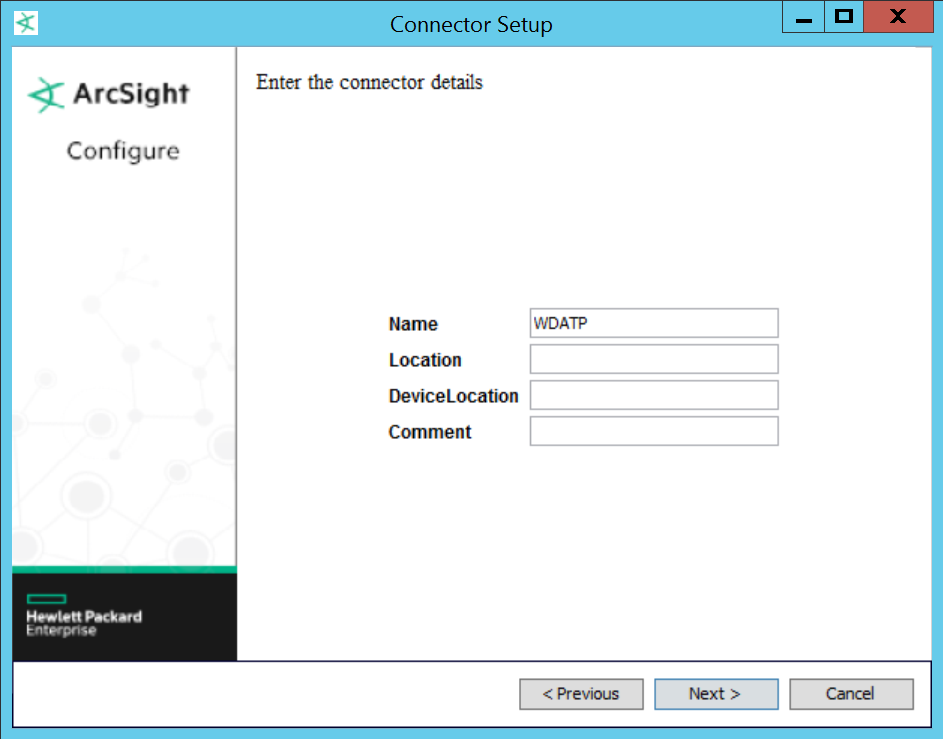 Connector Setup
ArcSight
Configure
Enter the connector details
Name WDATP
Location
DeviceLocation
Comment
Hewlett Packard
Enterprise
< Previous Next > Cancel